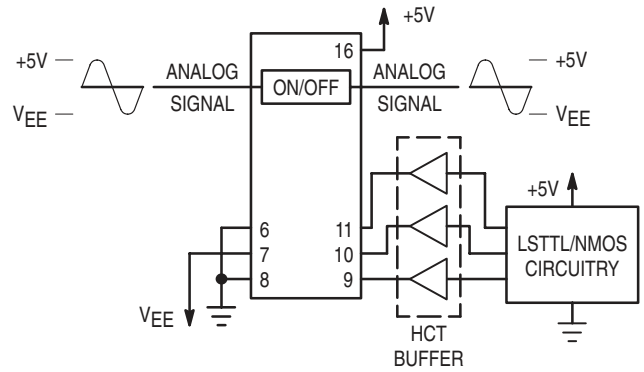 +5V
16
+5V
ANALOG
SIGNAL
ON/OFF
ANALOG
SIGNAL
+5V
VEE
VEE
+5V
6
7
8
11
10
9
LSTTL/NMOS
CIRCUITRY
VEE
HCT
BUFFER